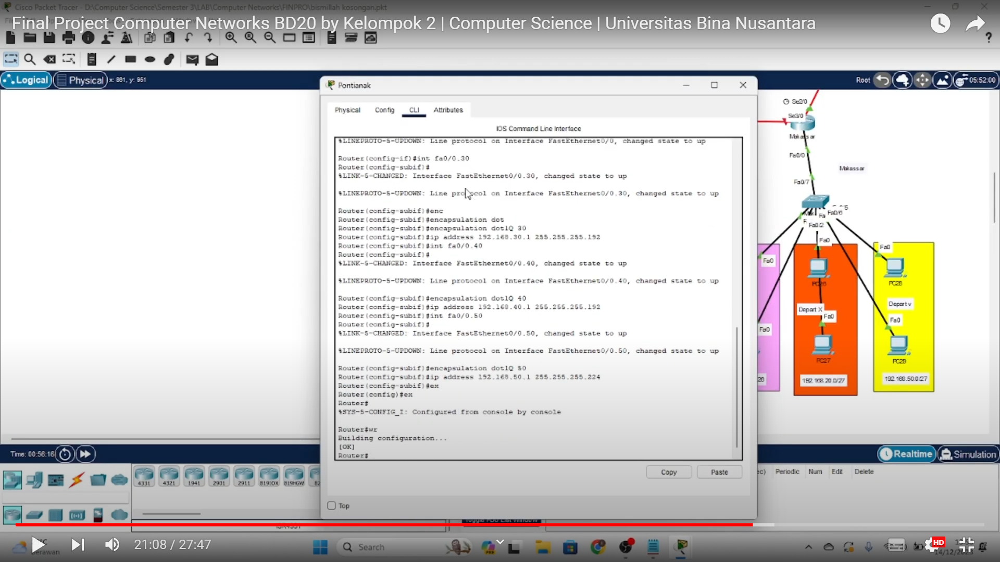 Cisco Packet Tracer - D:\Computer Science\Semester 3\LAB\Computer Networks\FINPRO\bismillah kosongan.pkt
Final Project Computer Networks BD20 by Kelompok 2 | Computer Science | Universitas Bina Nusantara
Logical
Physical
x: 861, y: 951
Root
05:52:00
Pontianak
Physical
Config
CLI
Attributes
IOS Command Line Interface
%LINEPROTO-5-UPDOWN: Line protocol on Interface FastEthernet0/0, changed state to up
Router(config-if)#int fa0/0.30
Router(config-subif)#
%LINK-5-CHANGED: Interface FastEthernet0/0.30, changed state to up
%LINEPROTO-5-UPDOWN: Line protocol on Interface FastEthernet0/0.30, changed state to up
Router(config-subif)#enc
Router(config-subif)#encapsulation dot
Router(config-subif)#encapsulation dot1Q 30
Router(config-subif)#ip address 192.168.30.1 255.255.255.192
Router(config-subif)#int fa0/0.40
Router(config-subif)#
%LINK-5-CHANGED: Interface FastEthernet0/0.40, changed state to up
%LINEPROTO-5-UPDOWN: Line protocol on Interface FastEthernet0/0.40, changed state to up
Router(config-subif)#encapsulation dot1Q 40
Router(config-subif)#ip address 192.168.40.1 255.255.255.192
Router(config-subif)#int fa0/0.50
Router(config-subif)#
%LINK-5-CHANGED: Interface FastEthernet0/0.50, changed state to up
%LINEPROTO-5-UPDOWN: Line protocol on Interface FastEthernet0/0.50, changed state to up
Router(config-subif)#encapsulation dot1Q 50
Router(config-subif)#ip address 192.168.50.1 255.255.255.224
Router(config-subif)#ex
Router(config)#ex
Router#
%SYS-5-CONFIG_I: Configured from console by console
Router#wr
Building configuration...
[OK]
Router#
Copy
Paste
Top
Se2/0
Se3/0
Makassar
Fa0/0
Makassar
Fa0/7
Fa0/6
Fa0/2
Fa0
Fa0
Fa0
PC26
PC28
Depart X
Depart v
Fa0
Fa0
Fa0
PC27
PC29
192.168.20.0/27
192.168.50.0/27
Time: 00:56:16
Realtime
Simulation
4331
4321
1941
2901
2911
819IOX
819HGW
Periodic
Num
Edit
Delete
Toggle PDU List Window
21:08 / 27:47
Search
HD